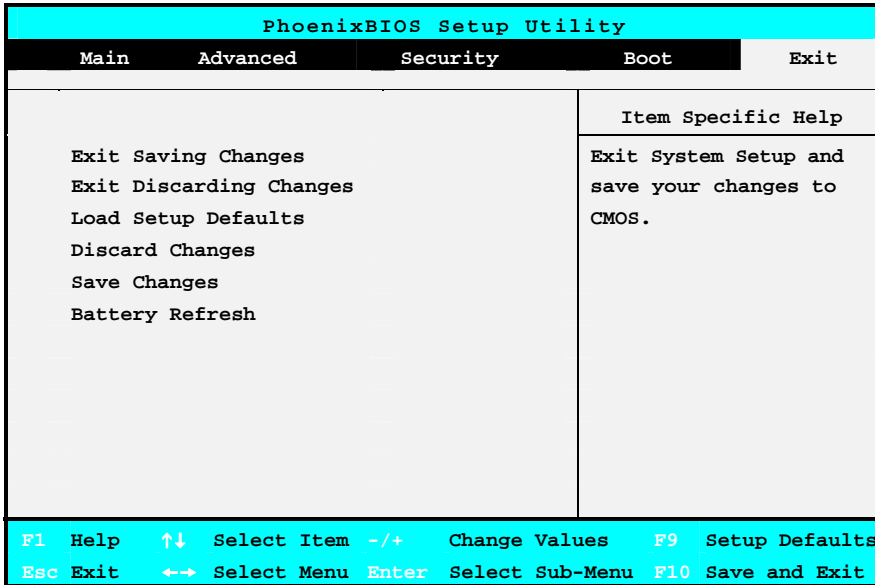 PhoenixBIOS Setup Utility
Main Advanced Security Boot Exit
Item Specific Help
Exit Saving Changes
Exit Discarding Changes
Load Setup Defaults
Discard Changes
Save Changes
Battery Refresh
Exit System Setup and
save your changes to
CMOS.
F1 Help ↑↓ Select Item -/+ Change Values F9 Setup Defaults
Esc Exit ←→ Select Menu Enter Select Sub-Menu F10 Save and Exit